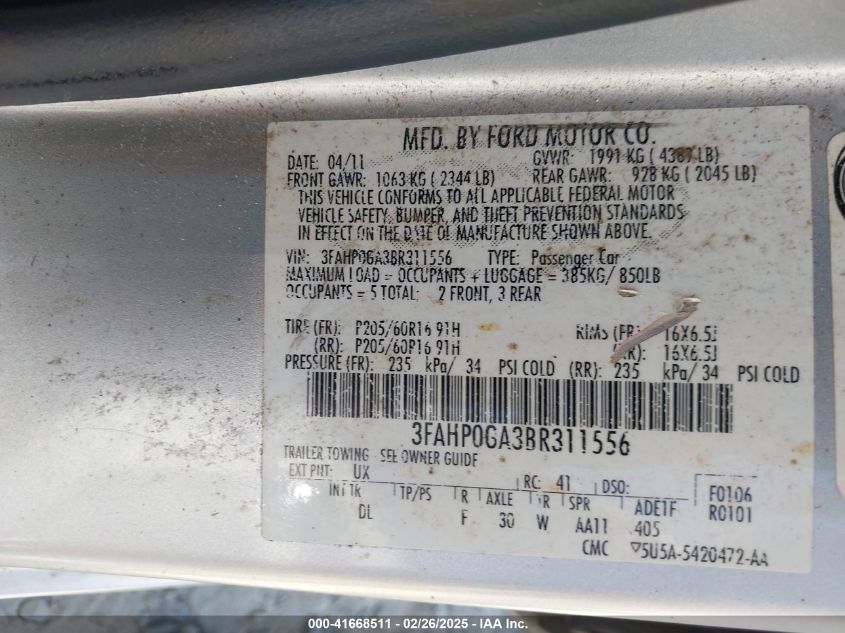 MFD. BY FORD MOTOR CO.
DATE: 04/11 GVWR: 1991 KG ( 4387 LB)
FRONT GAWR: 1063 KG ( 2344 LB) REAR GAWR: 928 KG ( 2045 LB)
THIS VEHICLE CONFORMS TO ALL APPLICABLE FEDERAL MOTOR
VEHICLE SAFETY, BUMPER, AND THEFT PREVENTION STANDARDS
IN EFFECT ON THE DATE OF MANUFACTURE SHOWN ABOVE.
VIN: 3FAHP0GA3BR311556 TYPE: Passenger Car
MAXIMUM LOAD = OCCUPANTS + LUGGAGE = 385KG/ 850LB
OCCUPANTS = 5 TOTAL: 2 FRONT, 3 REAR
TIRE (FR): P205/60R16 91H RIMS (FR): 16X6.5J
(RR): P205/60R16 91H (RR): 16X6.5J
PRESSURE (FR): 235 kPa/ 34 PSI COLD (RR): 235 kPa/ 34 PSI COLD
3FAHP0GA3BR311556
TRAILER TOWING - SEE OWNER GUIDE
EXT PNT: UX RC: 41 DSO: F0106
INT TR TP/PS R AXLE TR SPR ADE1F R0101
DL F 30 W AA11 405
CMC ▽5U5A-5420472-AA
000-41668511 - 02/26/2025 - IAA Inc.